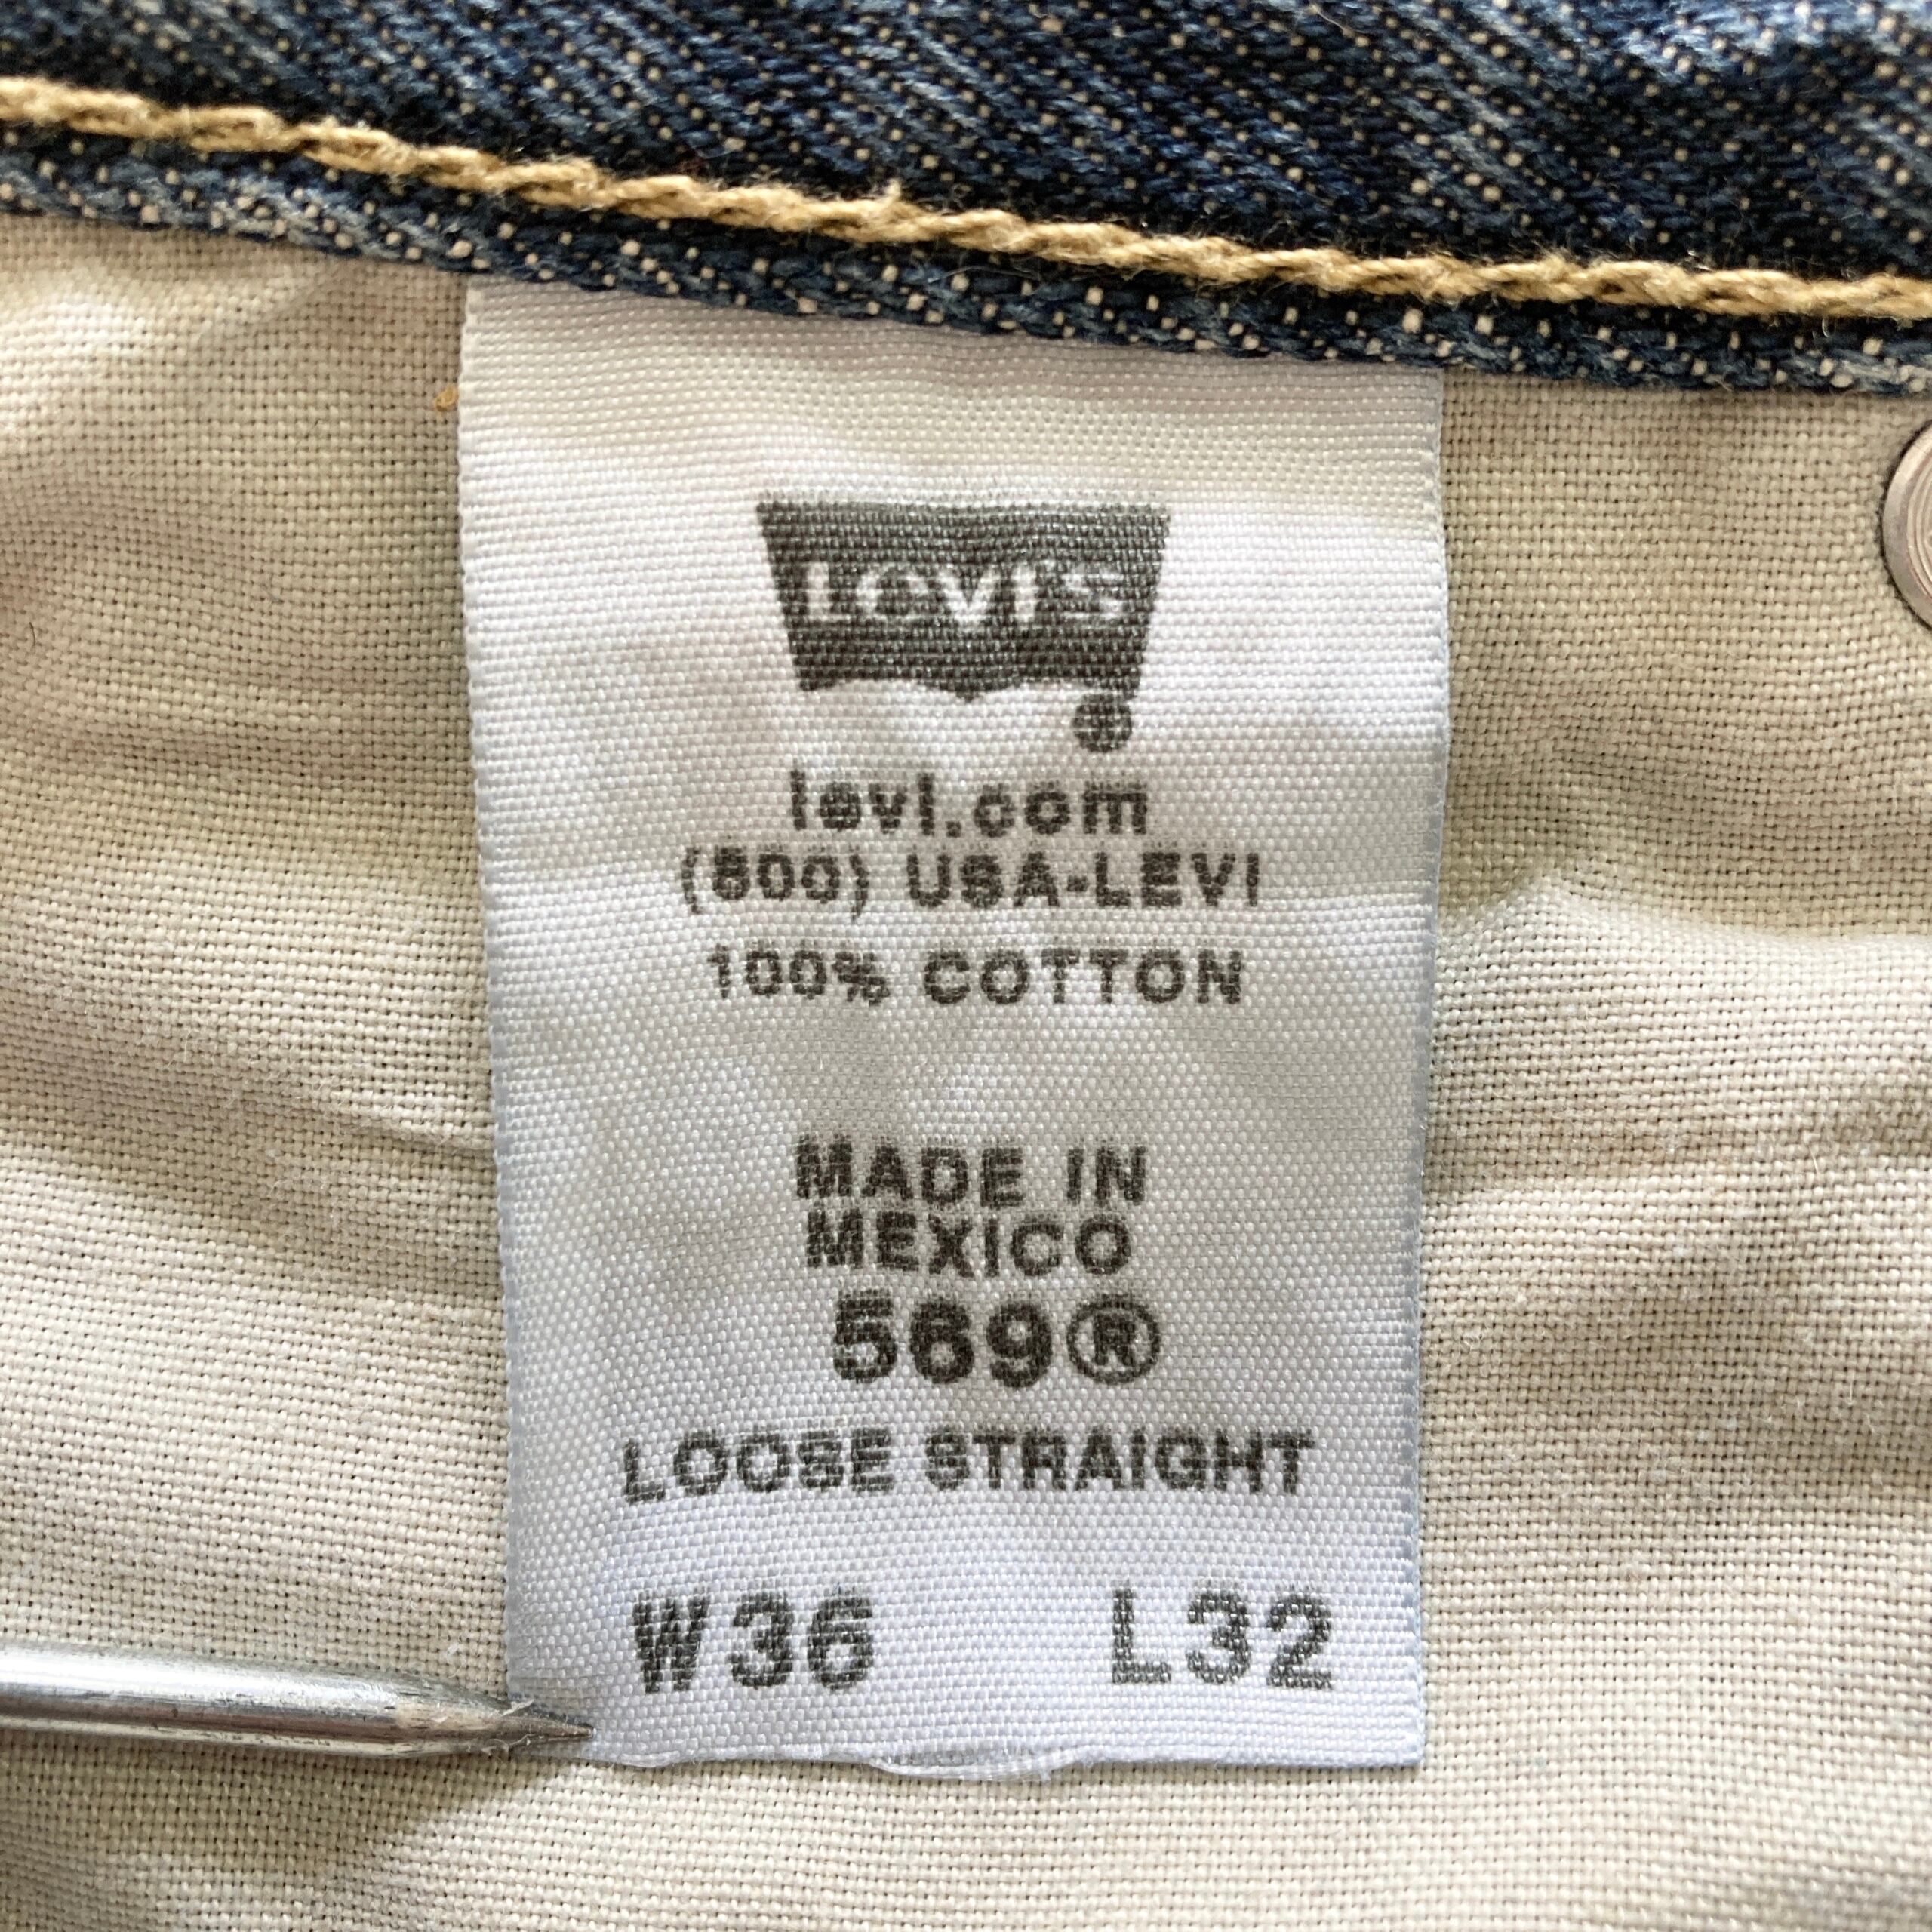 LEVI'S
®
levi.com
(800) USA-LEVI
100% COTTON
MADE IN
MEXICO
569®
LOOSE STRAIGHT
W36 L32